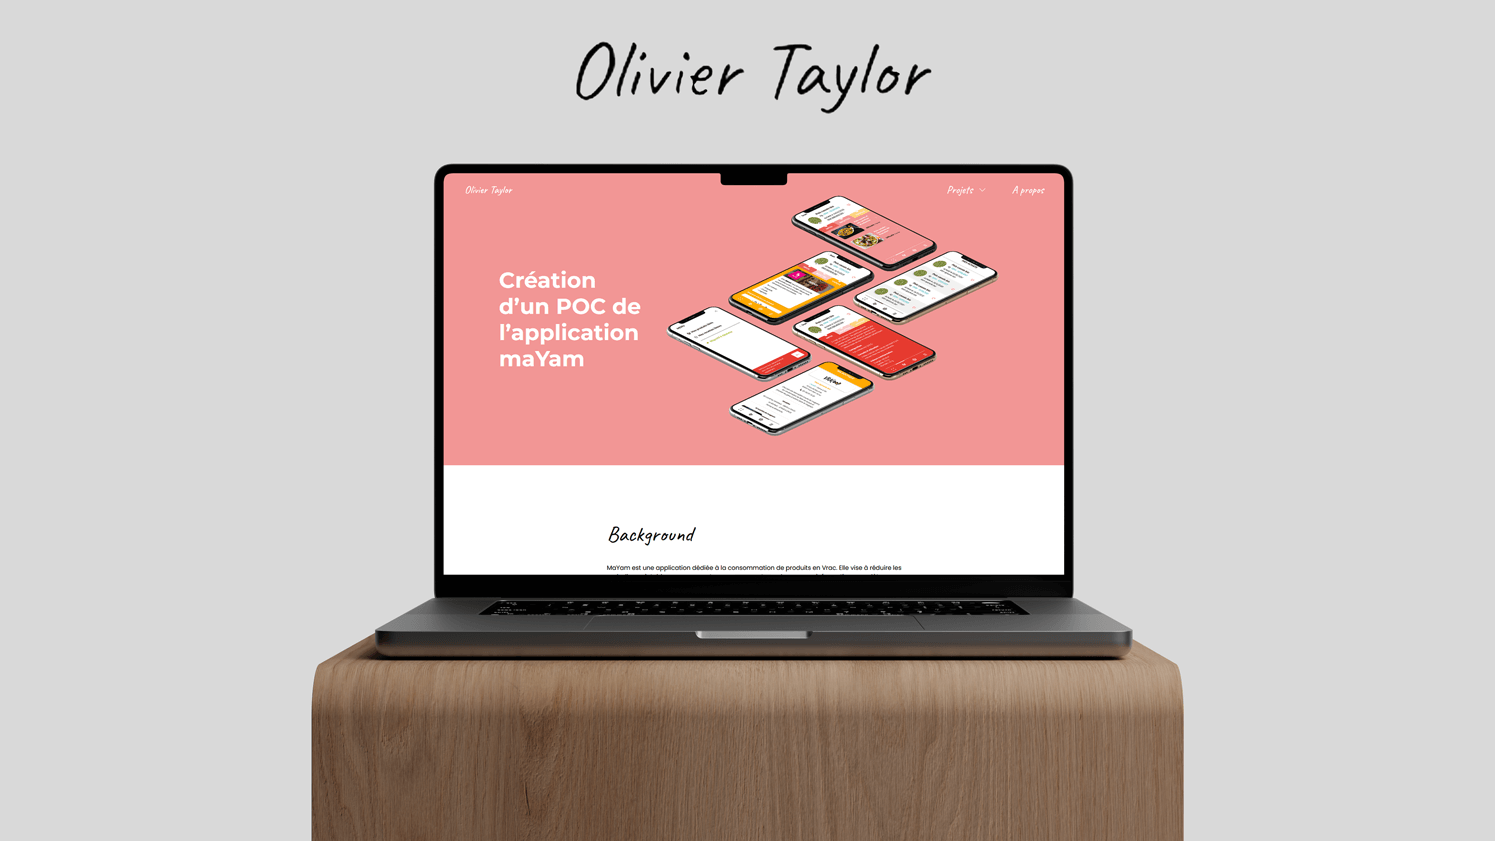 Olivier Taylor
Olivier Taylor
Projets
A propos
Création
d’un POC de
l’application
maYam
Background
MaYam est une application dédiée à la consommation de produits en Vrac. Elle vise à réduire les